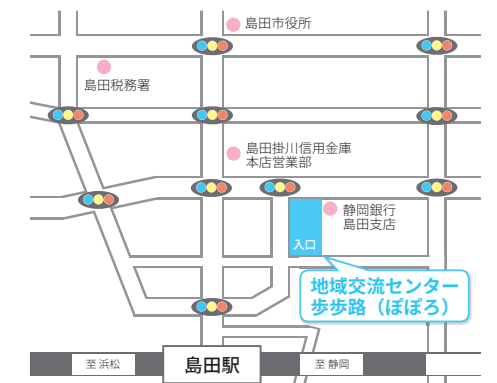 島田市役所
島田税務署
島田掛川信用金庫
本店営業部
静岡銀行
島田支店
入口
地域交流センター
歩歩路（ぽぽろ）
至 浜松
島田駅
至 静岡